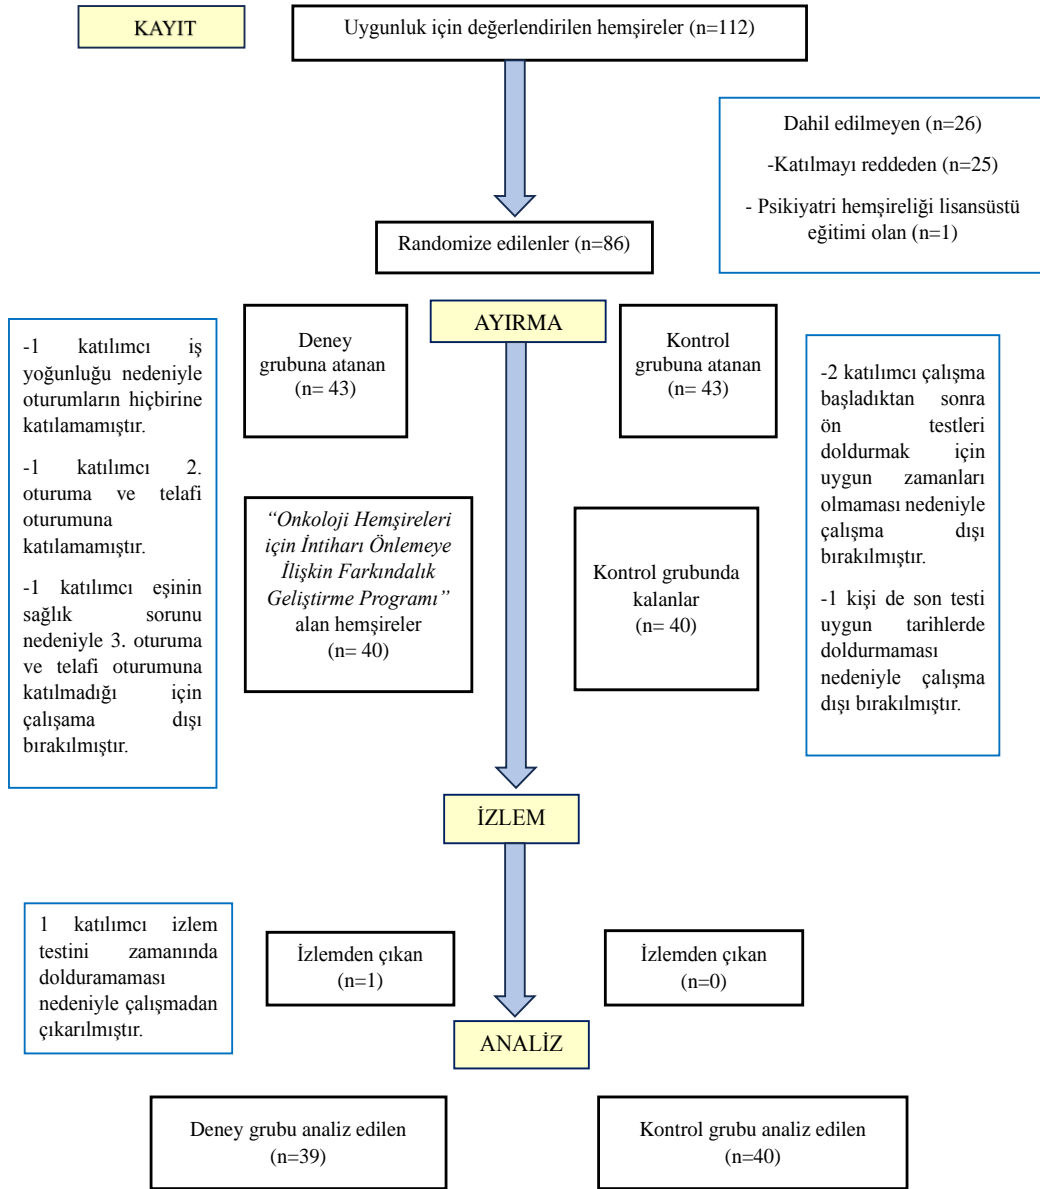 KAYIT
Uygunluk için değerlendirilen hemşireler (n=112)
Dahil edilmeyen (n=26)
-Katılmayı reddeden (n=25)
- Psikiyatri hemşireliği lisansüstü
eğitimi olan (n=1)
Randomize edilenler (n=86)
AYIRMA
Deney
grubuna atanan
(n= 43)
Kontrol
grubuna atanan
(n= 43)
-1 katılımcı iş
yoğunluğu nedeniyle
oturumların hiçbirine
katılamamıştır.
-1 katılımcı 2.
oturuma ve telafi
oturumuna
katılamamıştır.
-1 katılımcı eşinin
sağlık sorunu
nedeniyle 3. oturuma
ve telafi oturumuna
katılmadığı için
çalışama dışı
bırakılmıştır.
“Onkoloji Hemşireleri
için İntiharı Önlemeye
İlişkin Farkındalık
Geliştirme Programı”
alan hemşireler
(n= 40)
Kontrol grubunda
kalanlar
(n= 40)
-2 katılımcı çalışma
başladıktan sonra
ön testleri
doldurmak için
uygun zamanları
olmaması nedeniyle
çalışma dışı
bırakılmıştır.
-1 kişi de son testi
uygun tarihlerde
doldurmaması
nedeniyle çalışma
dışı bırakılmıştır.
İZLEM
1 katılımcı izlem
testini zamanında
dolduramaması
nedeniyle çalışmadan
çıkarılmıştır.
İzlemden çıkan
(n=1)
İzlemden çıkan
(n=0)
ANALİZ
Deney grubu analiz edilen
(n=39)
Kontrol grubu analiz edilen
(n=40)